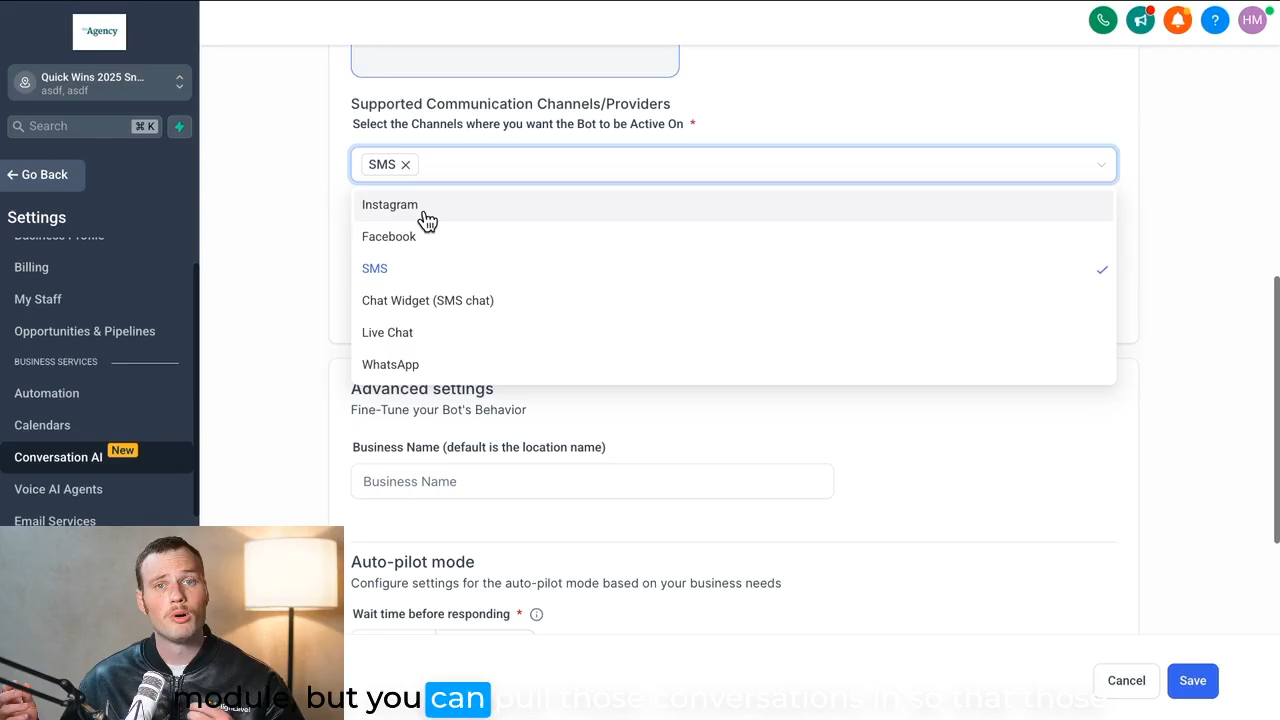 Agency
Quick Wins 2025 Sn...
asdf, asdf
Search
⌘ K
Go Back
Settings
Business Profile
Billing
My Staff
Opportunities & Pipelines
BUSINESS SERVICES
Automation
Calendars
Conversation AI New
Voice AI Agents
Email Services
HM
Supported Communication Channels/Providers
Select the Channels where you want the Bot to be Active On *
SMS
Instagram
Facebook
SMS
Chat Widget (SMS chat)
Live Chat
WhatsApp
Advanced settings
Fine-Tune your Bot's Behavior
Business Name (default is the location name)
Business Name
Auto-pilot mode
Configure settings for the auto-pilot mode based on your business needs
Wait time before responding *
Cancel
Save
module, but you can pull those conversations in so that those